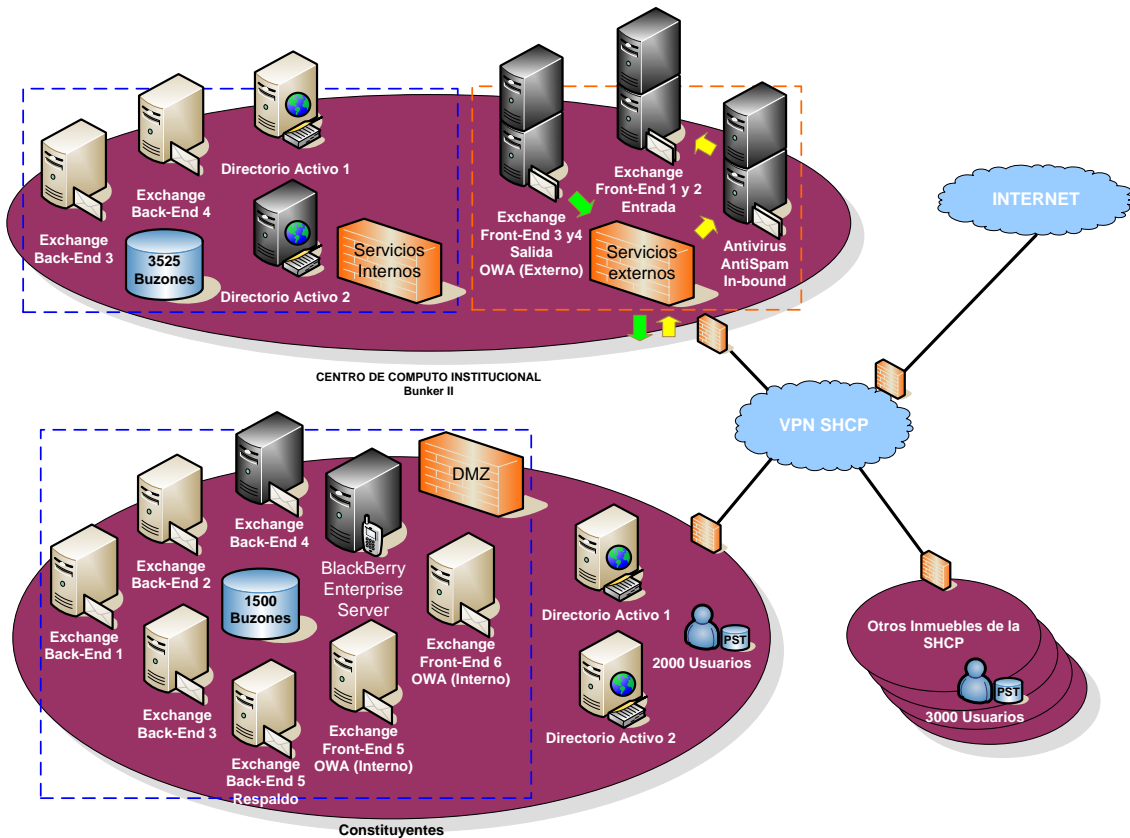 Directorio Activo 1
Exchange
Back-End 4
Exchange
Back-End 3
3525
Buzones
Directorio Activo 2
Servicios
Internos
Exchange
Front-End 1 y 2
Entrada
Exchange
Front-End 3 y4
Salida
OWA (Externo)
Servicios
externos
Antivirus
AntiSpam
In-bound
INTERNET
CENTRO DE COMPUTO INSTITUCIONAL
Bunker II
VPN SHCP
DMZ
Exchange
Back-End 4
Exchange
Back-End 2
BlackBerry
Enterprise
Server
Exchange
Back-End 1
1500
Buzones
Exchange
Front-End 6
OWA (Interno)
Exchange
Back-End 3
Exchange
Front-End 5
OWA (Interno)
Exchange
Back-End 5
Respaldo
Directorio Activo 1
PST
2000 Usuarios
Directorio Activo 2
Otros Inmuebles de la
SHCP
PST
3000 Usuarios
Constituyentes